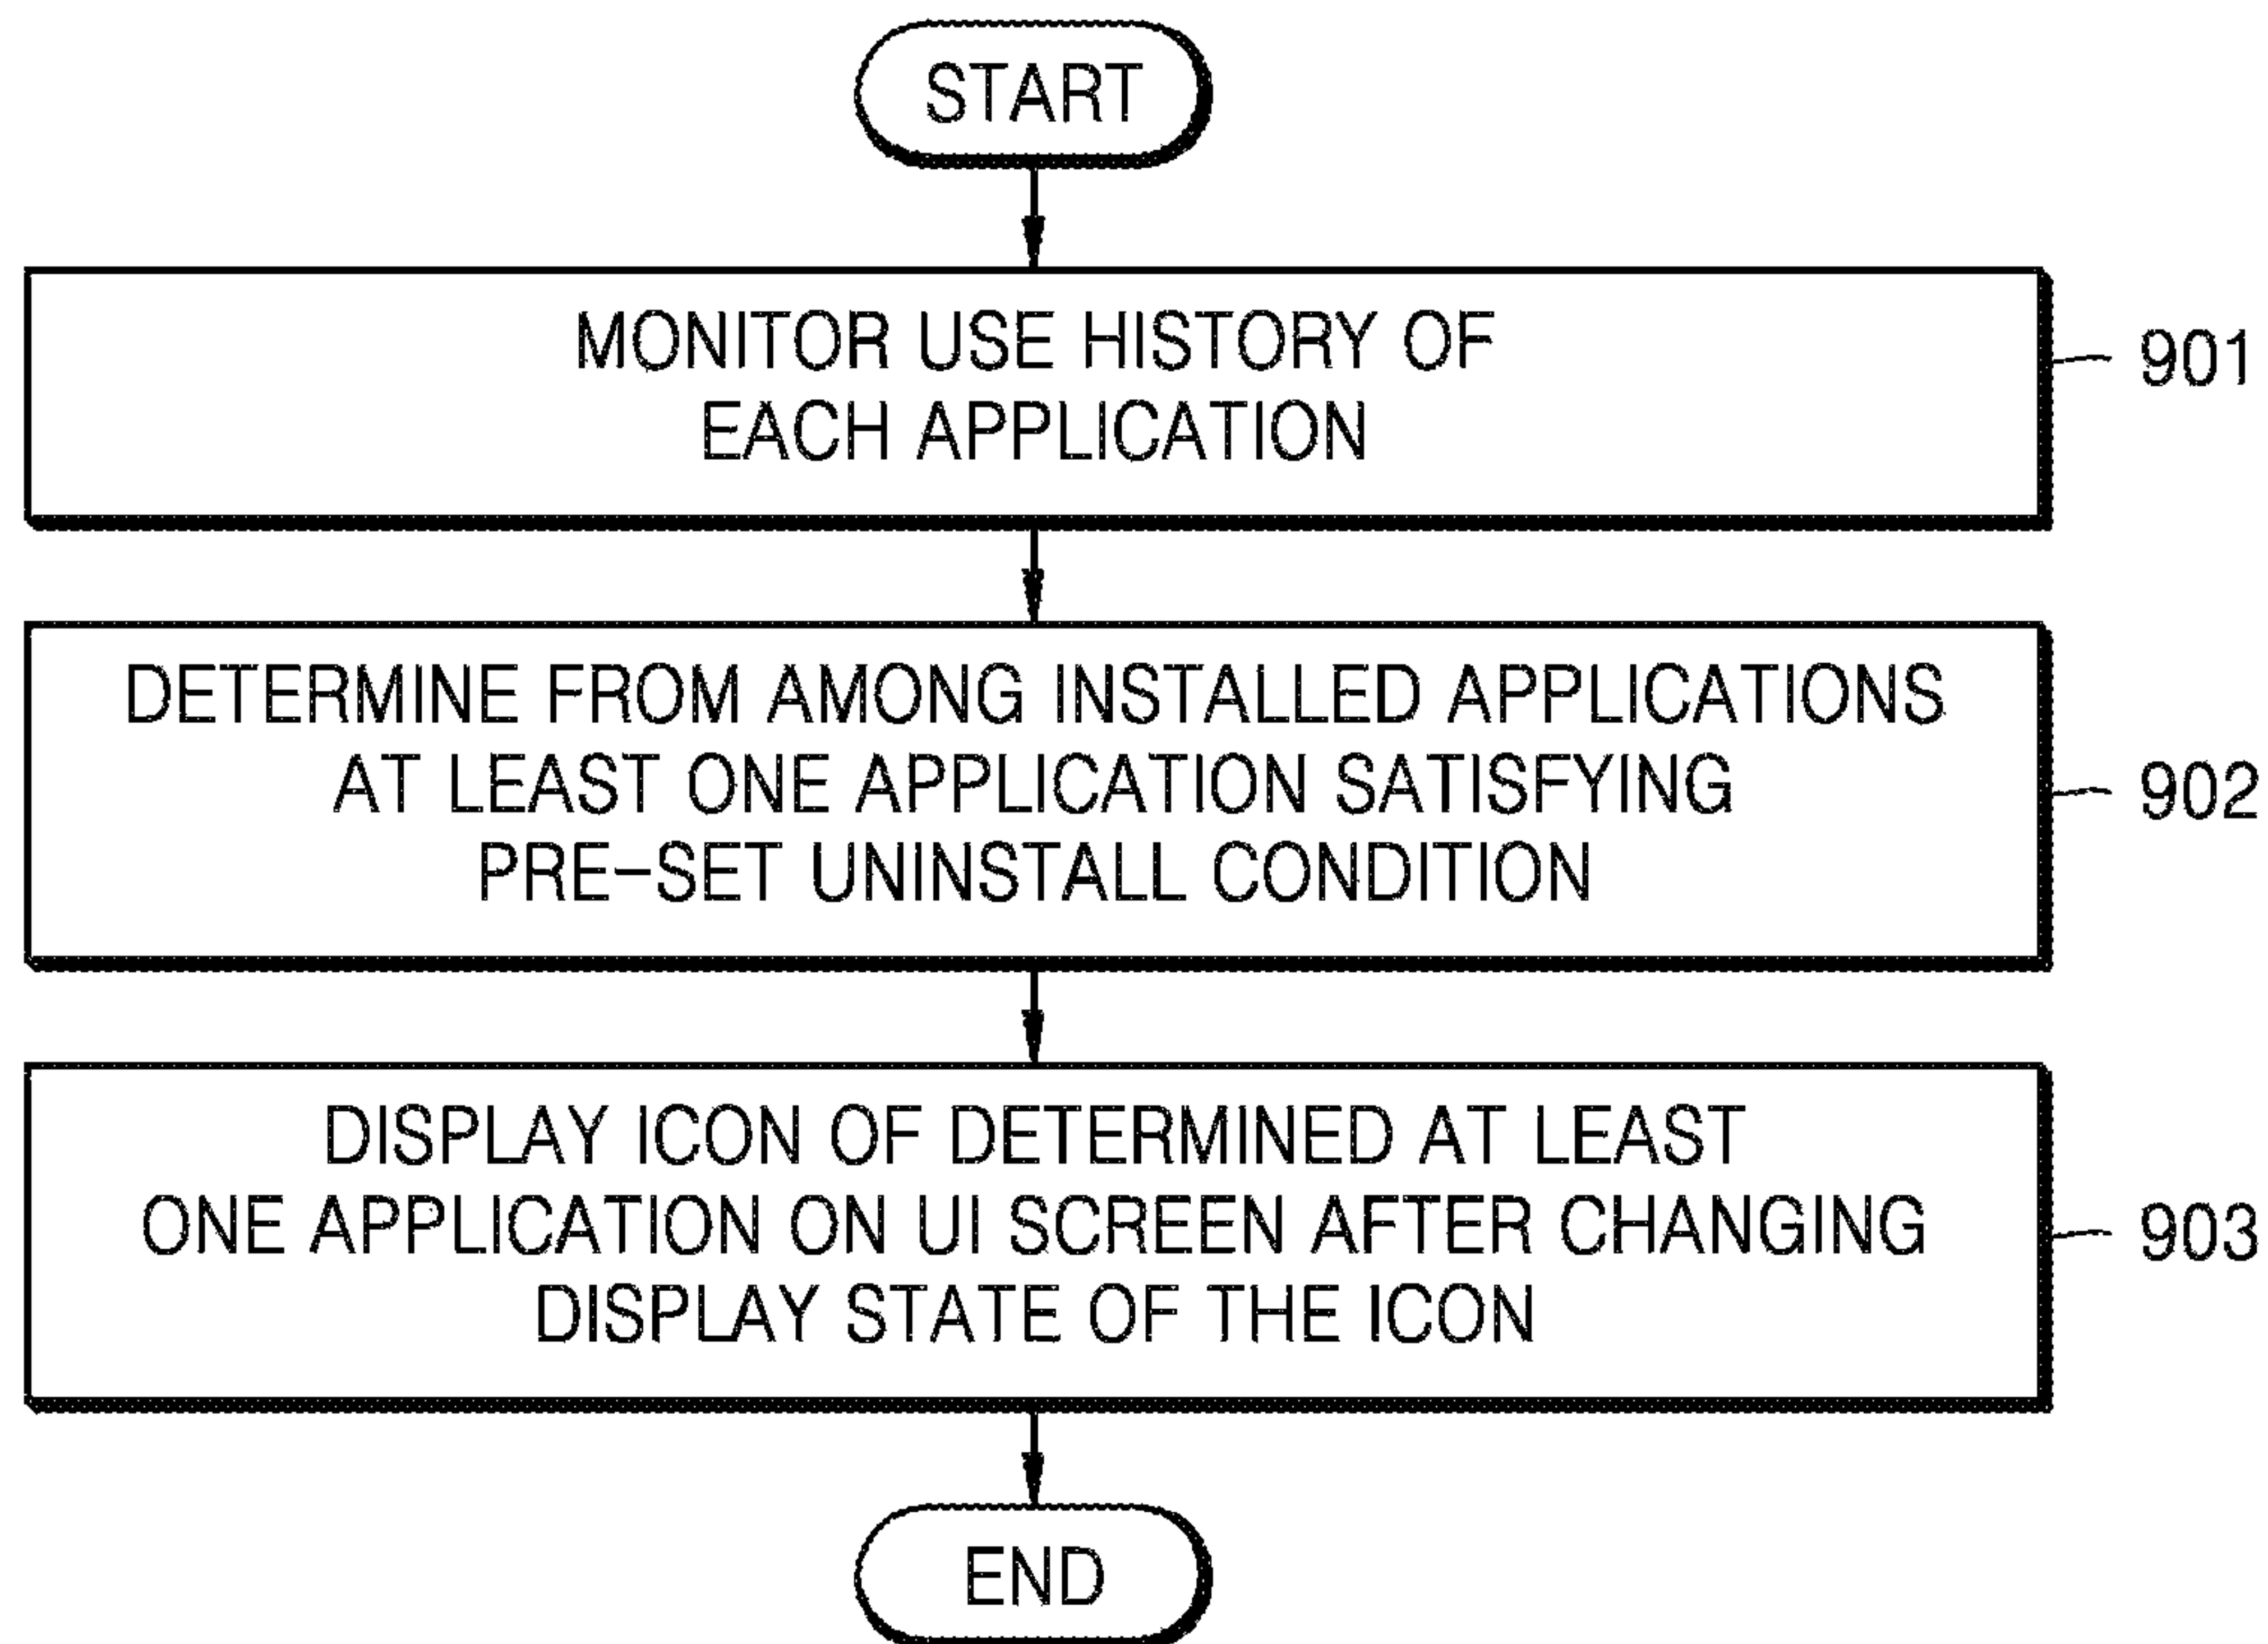 START
MONITOR USE HISTORY OF
EACH APPLICATION
901
DETERMINE FROM AMONG INSTALLED APPLICATIONS
AT LEAST ONE APPLICATION SATISFYING
PRE-SET UNINSTALL CONDITION
902
DISPLAY ICON OF DETERMINED AT LEAST
ONE APPLICATION ON UI SCREEN AFTER CHANGING
DISPLAY STATE OF THE ICON
903
END